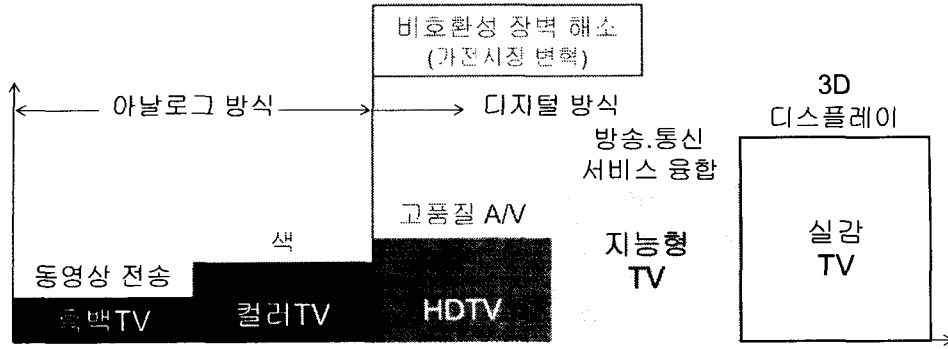 비호환성 장벽 해소
(가전시장 변혁)
아날로그 방식
디지털 방식
3D
디스플레이
방송.통신
서비스 융합
고품질 A/V
색
동영상 전송
지능형
TV
실감
TV
흑백TV
컬러TV
HDTV